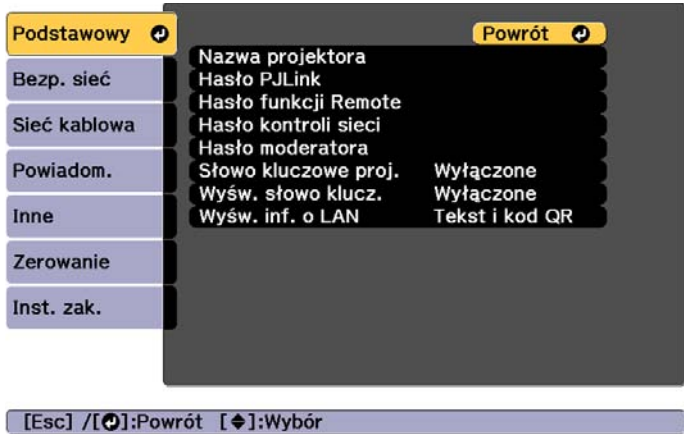 Podstawowy
Bezp. sieć
Sieć kablowa
Powiadom.
Inne
Zerowanie
Inst. zak.
Powrót
Nazwa projektora
Hasło PJLink
Hasło funkcji Remote
Hasło kontroli sieci
Hasło moderatora
Słowo kluczowe proj. Wyłączone
Wyśw. słowo klucz. Wyłączone
Wyśw. inf. o LAN Tekst i kod QR
[Esc] /[⏎]:Powrót [◆]:Wybór